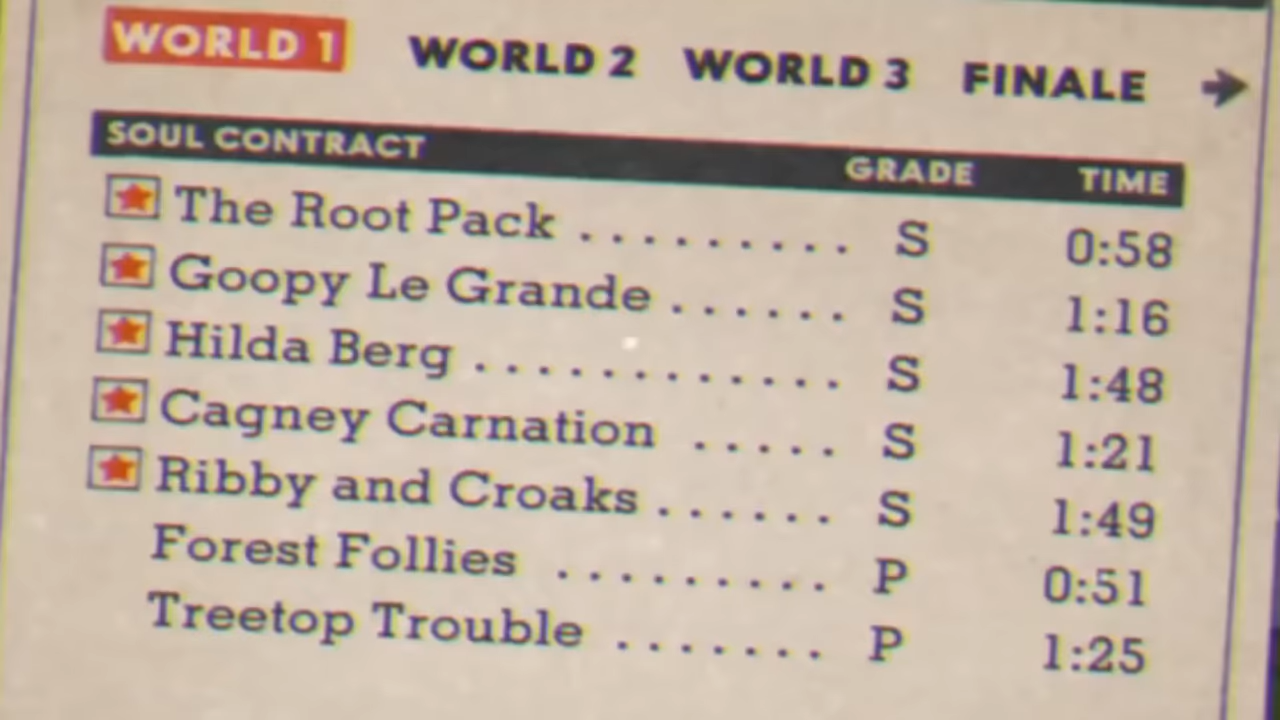 WORLD 1 WORLD 2 WORLD 3 FINALE
SOUL CONTRACT GRADE TIME
The Root Pack ......... S 0:58
Goopy Le Grande ...... S 1:16
Hilda Berg ............ S 1:48
Cagney Carnation ..... S 1:21
Ribby and Croaks ...... S 1:49
Forest Follies ......... P 0:51
Treetop Trouble ....... P 1:25